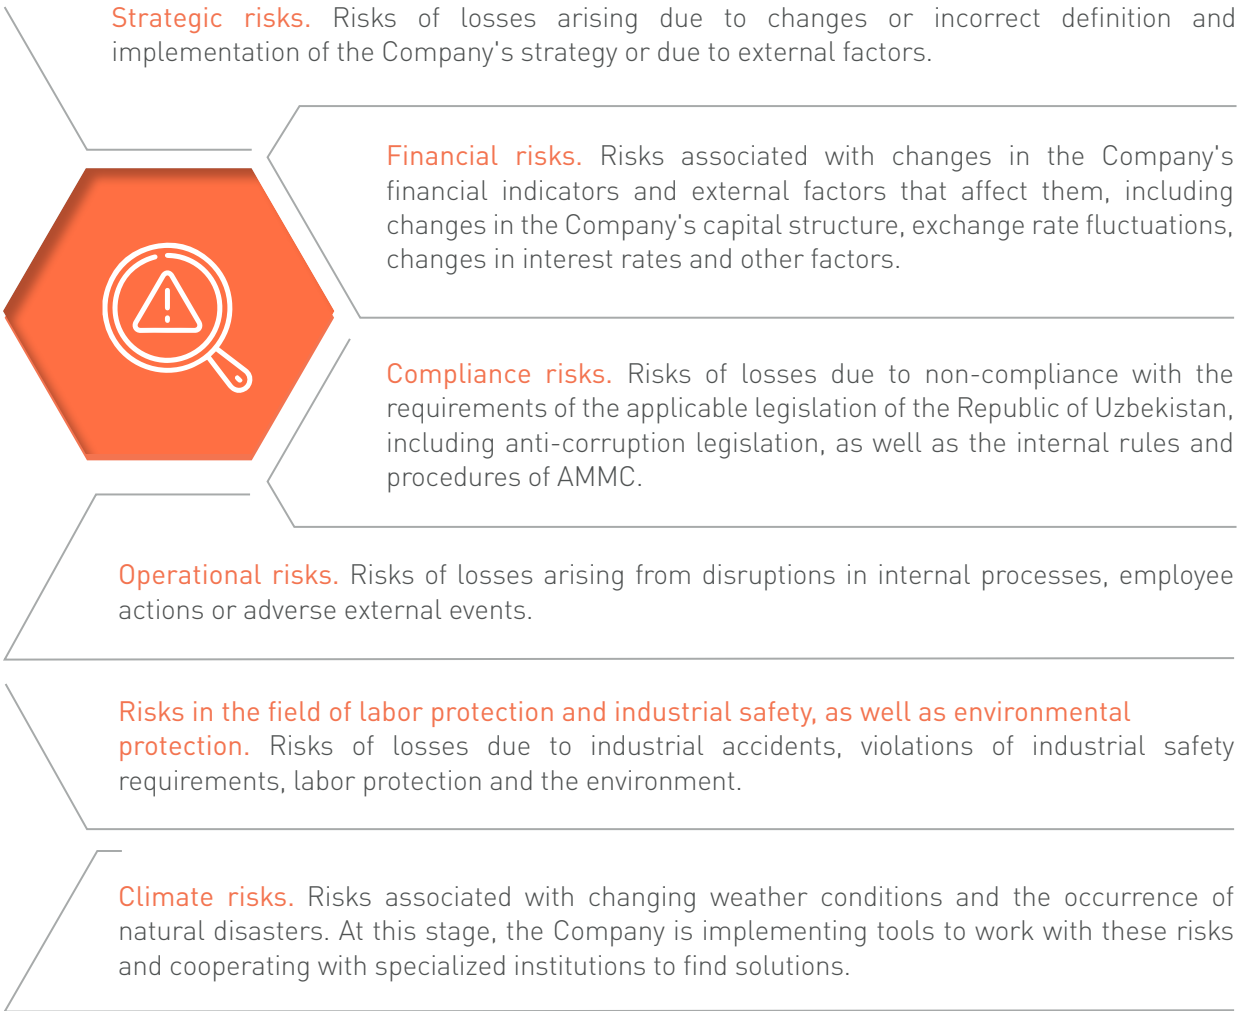 Strategic risks. Risks of losses arising due to changes or incorrect definition and
implementation of the Company's strategy or due to external factors.
Financial risks. Risks associated with changes in the Company's
financial indicators and external factors that affect them, including
changes in the Company's capital structure, exchange rate fluctuations,
changes in interest rates and other factors.
Compliance risks. Risks of losses due to non-compliance with the
requirements of the applicable legislation of the Republic of Uzbekistan,
including anti-corruption legislation, as well as the internal rules and
procedures of AMMC.
Operational risks. Risks of losses arising from disruptions in internal processes, employee
actions or adverse external events.
Risks in the field of labor protection and industrial safety, as well as environmental
protection. Risks of losses due to industrial accidents, violations of industrial safety
requirements, labor protection and the environment.
Climate risks. Risks associated with changing weather conditions and the occurrence of
natural disasters. At this stage, the Company is implementing tools to work with these risks
and cooperating with specialized institutions to find solutions.